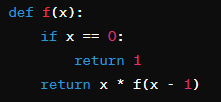 def f(x):
    if x == 0:
        return 1
    return x * f(x - 1)